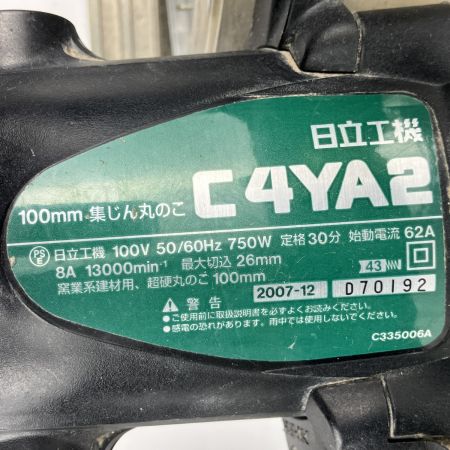 日立工機
100mm 集じん丸のこ C4YA2
日立工機 100V 50/60Hz 750W 定格30分 始動電流 62A
8A 13000min⁻¹ 最大切込 26mm
窯業系建材用、超硬丸のこ 100mm
43
2007-12 D70192
警告
●ご使用前に取扱説明書を必ずよくお読みください。
●感電の恐れがあります。雨中では使用しないでください。
C335006A